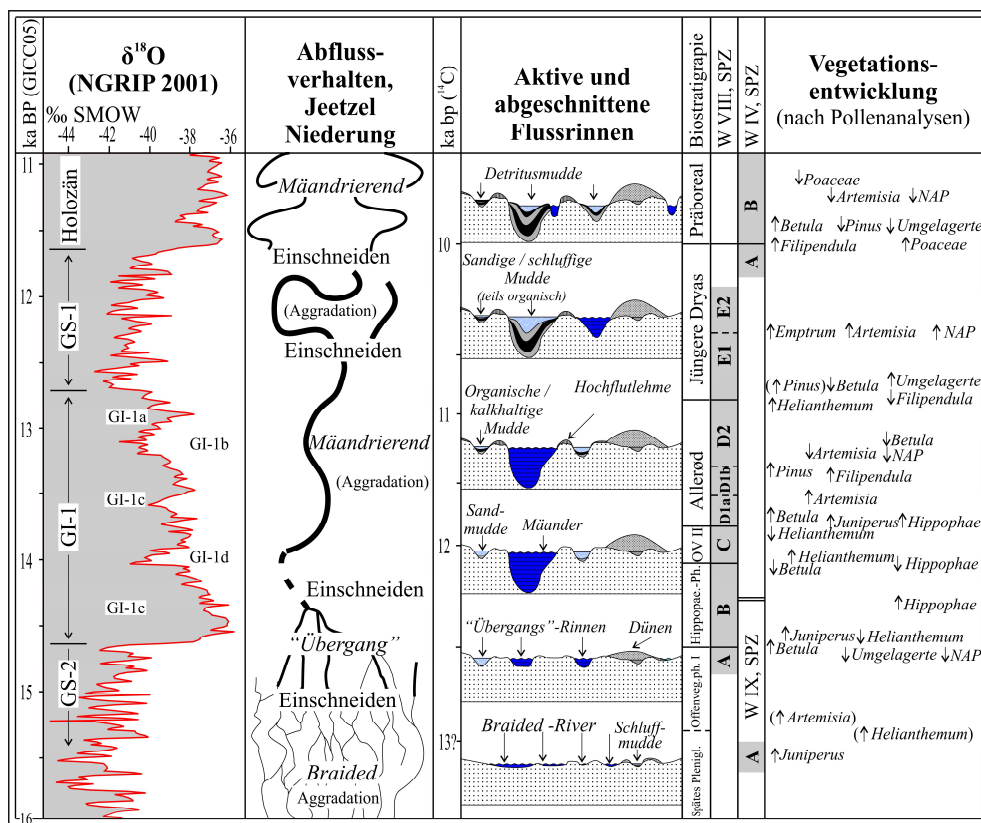 ka BP (GICC05)
δ¹⁸O
(NGRIP 2001)
‰ SMOW
-44 -42 -40 -38 -36
Abfluss-
verhalten,
Jeetzel
Niederung
ka bp (¹⁴C)
Aktive und
abgeschnittene
Flussrinnen
Biostratigrapie
W VIII, SPZ
W IV, SPZ
Vegetations-
entwicklung
(nach Pollenanalysen)
11
12
13
14
15
16
Holozän
GS-1
GI-1
GS-2
GI-1a
GI-1b
GI-1c
GI-1d
GI-1c
Mäandrierend
Einschneiden
(Aggradation)
Einschneiden
Mäandrierend
(Aggradation)
Einschneiden
“Übergang”
Einschneiden
Braided
Aggradation
10
11
12
13
Detritusmudde
Sandige / schluffige
Mudde
(teils organisch)
Organische /
kalkhaltige
Mudde
Hochflutlehme
Sand-
mudde
Mäander
“Übergangs”-Rinnen
Dünen
Braided -River
Schluff-
mudde
Präboreal
Jüngere Dryas
Allerød
OV II
Hippopae.-Ph.
Offenveg.ph. I
Spätes Plenigl.
E2
E1
D2
D1b
D1a
C
B
A
B
A
W IX, SPZ
A
↓Poaceae
↓Artemisia ↓NAP
↑Betula ↓Pinus ↓Umgelagerte
↑Filipendula ↑Poaceae
↑Emptrum ↑Artemisia ↑NAP
(↑Pinus)↓Betula ↑Umgelagerte
↑Helianthemum ↓Filipendula
↓Betula
↓Artemisia ↓NAP
↑Pinus ↑Filipendula
↑Artemisia
↑Betula ↑Juniperus ↑Hippophae
↓Helianthemum
↑Helianthemum ↓Hippophae
↓Betula
↑Hippophae
↑Juniperus ↓Helianthemum
↑Betula ↓Umgelagerte ↓NAP
(↑Artemisia)
(↑Helianthemum)
↑Juniperus